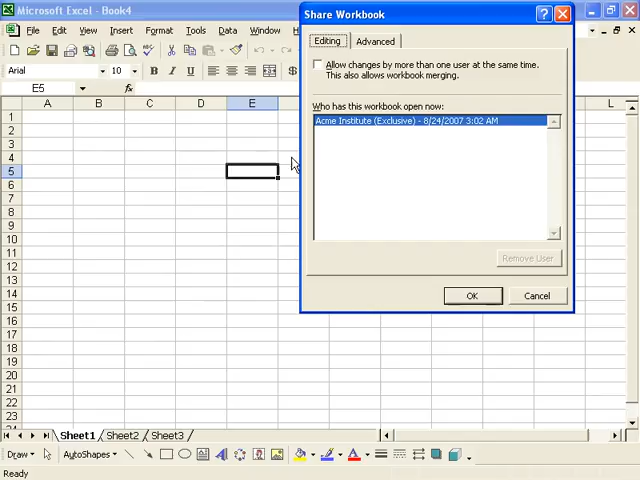 Microsoft Excel - Book4
File Edit View Insert Format Tools Data Window
Arial 10 B I U $
E5 fx
A B C D E L
1
2
3
4
5
6
7
8
9
10
11
12
13
14
15
16
17
18
19
20
21
22
23
Share Workbook
Editing Advanced
Allow changes by more than one user at the same time.
This also allows workbook merging.
Who has this workbook open now:
Acme Institute (Exclusive) - 8/24/2007 3:02 AM
Remove User
OK Cancel
Sheet1 Sheet2 Sheet3
Draw AutoShapes
Ready